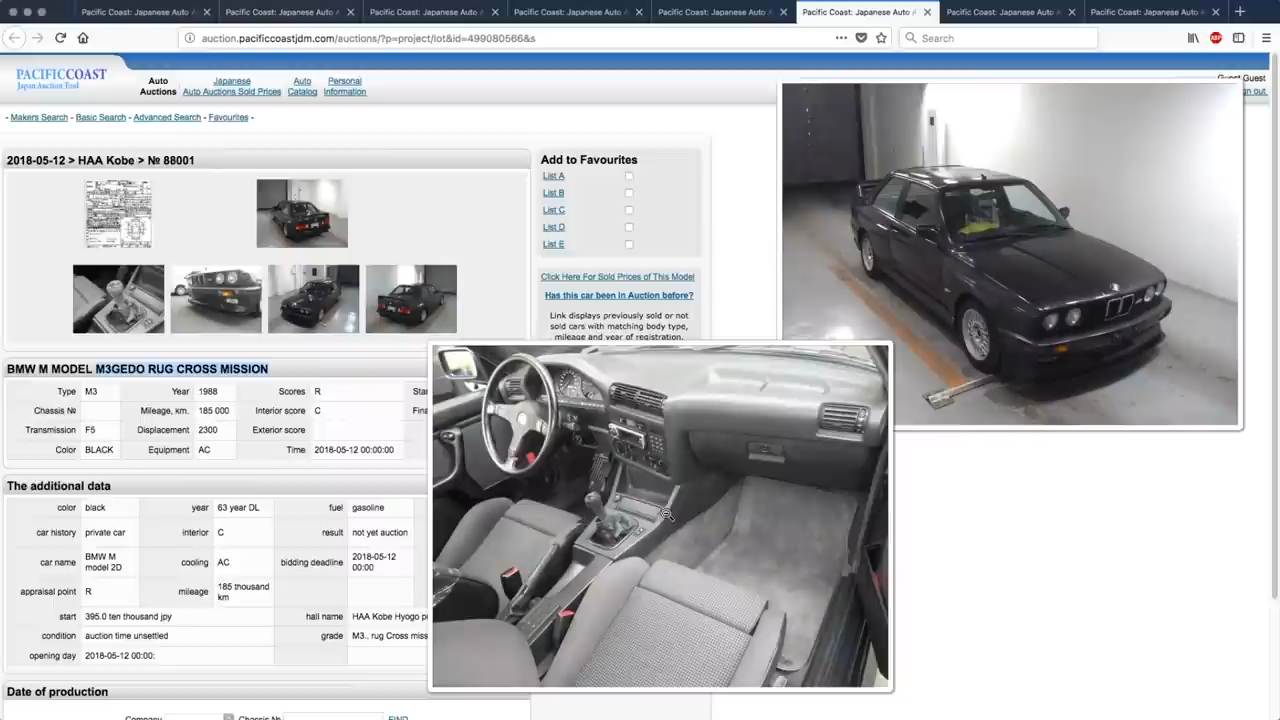 Pacific Coast: Japanese Auto A
Pacific Coast: Japanese Auto A
Pacific Coast: Japanese Auto A
Pacific Coast: Japanese Auto A
Pacific Coast: Japanese Auto A
Pacific Coast: Japanese Auto A
Pacific Coast: Japanese Auto A
Pacific Coast: Japanese Auto A
auction.pacificcoastjdm.com/auctions/?p=project/lot&id=499080566&s
Search
ABP
PACIFICCOAST
Japan Auction Tool
Auto Auctions
Japanese Auto Auctions Sold Prices
Auto Catalog
Personal Information
Guest
- Makers Search - Basic Search - Advanced Search - Favourites -
2018-05-12 > HAA Kobe > № 88001
Add to Favourites
List A
List B
List C
List D
List E
Click Here For Sold Prices of This Model
Has this car been in Auction before?
Link displays previously sold or not
sold cars with matching body type,
mileage and year of registration.
BMW M MODEL M3GEDO RUG CROSS MISSION
Type M3 Year 1988 Scores R Star
Chassis № Mileage, km. 185 000 Interior score C Fina
Transmission F5 Displacement 2300 Exterior score
Color BLACK Equipment AC Time 2018-05-12 00:00:00
The additional data
color black year 63 year DL fuel gasoline
car history private car interior C result not yet auction
car name BMW M model 2D cooling AC bidding deadline 2018-05-12 00:00
appraisal point R mileage 185 thousand km
start 395.0 ten thousand jpy hall name HAA Kobe Hyogo p
condition auction time unsettled grade M3.. rug Cross miss
opening day 2018-05-12 00:00:
Date of production
Company Chassis № FIND